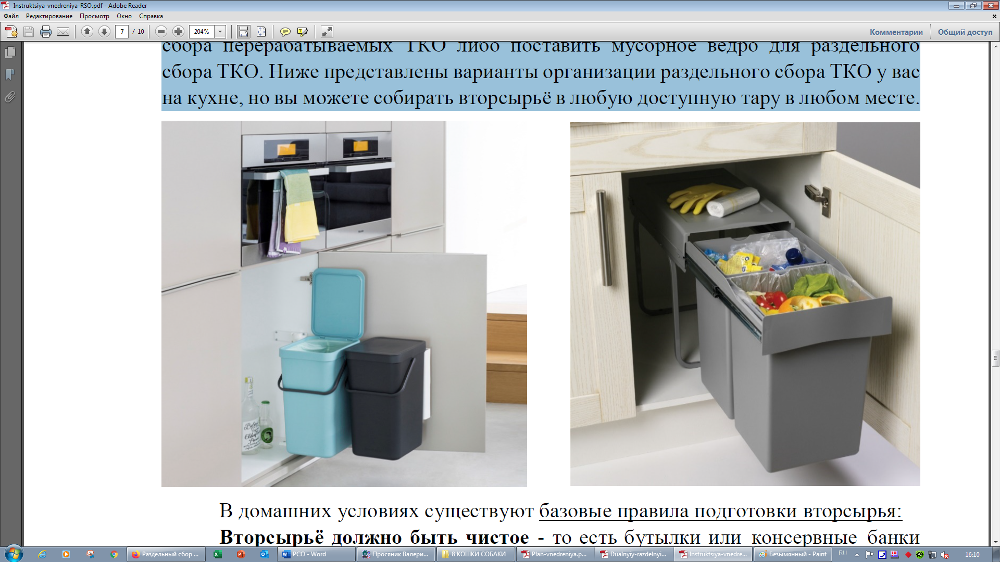 Instruktsiya-vnedreniya-RSO.pdf - Adobe Reader
Файл Редактирование Просмотр Окно Справка
7 / 10 204% Комментарии Общий доступ
сбора перерабатываемых ТКО либо поставить мусорное ведро для раздельного
сбора ТКО. Ниже представлены варианты организации раздельного сбора ТКО у вас
на кухне, но вы можете собирать вторсырьё в любую доступную тару в любом месте.
В домашних условиях существуют базовые правила подготовки вторсырья:
Вторсырьё должно быть чистое - то есть бутылки или консервные банки
Раздельный сбор ... РСО - Word Просяник Валери... 8 КОШКИ СОБАКИ Plan-vnedreniya.p... Dualnyiy-razdelnyi... Instruktsiya-vnedre... Безымянный - Paint RU 16:10